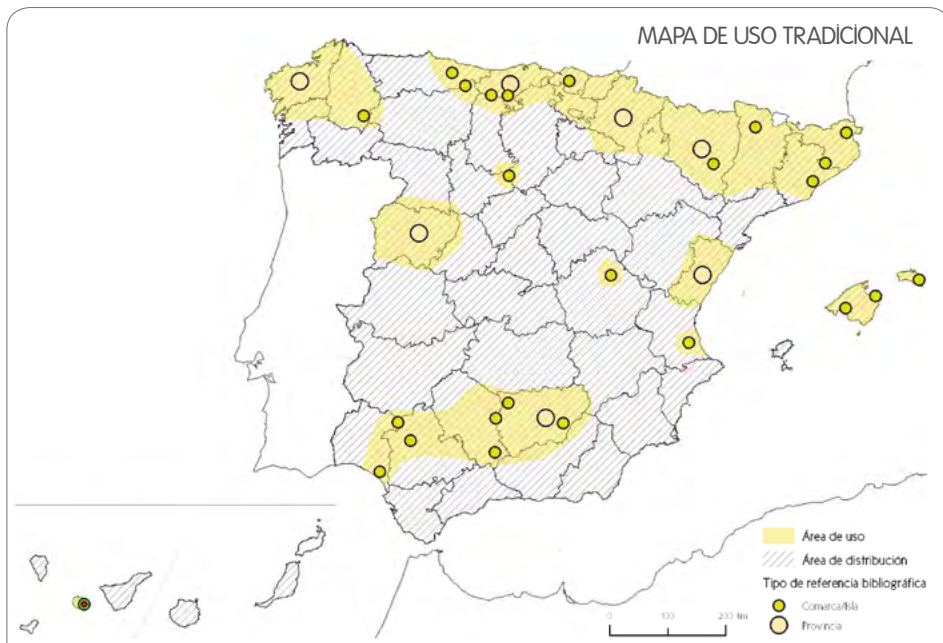 MAPA DE USO TRADICIONAL
Área de uso
Área de distribución
Tipo de referencia bibliográfica
Comarca/Isla
Provincia
0 100 200 km